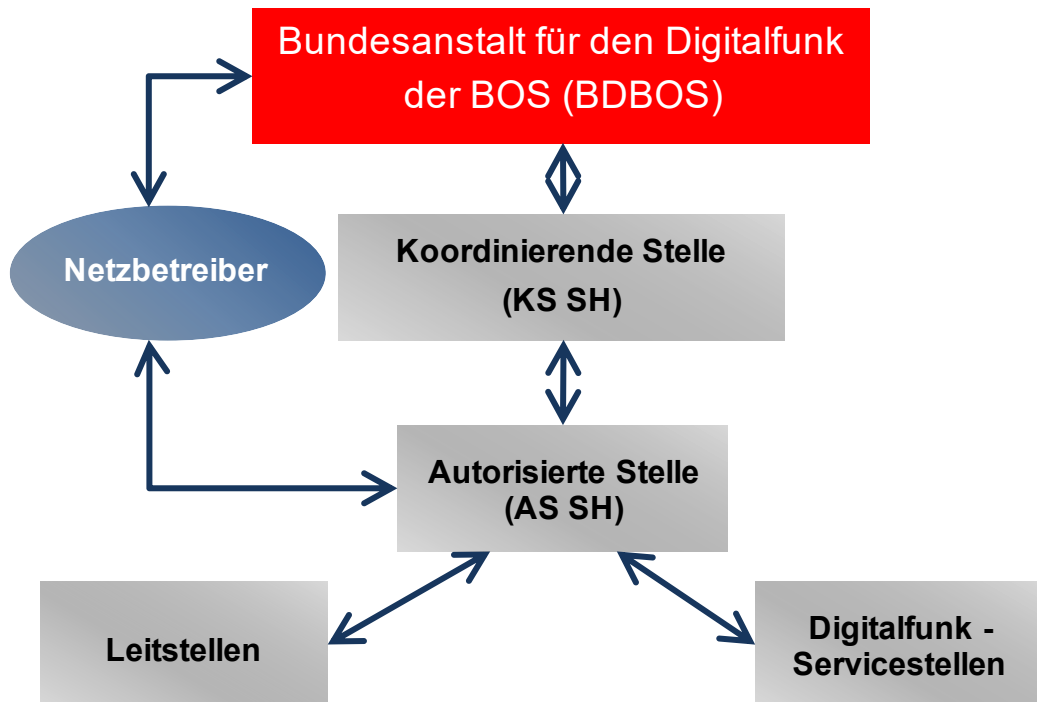 Bundesanstalt für den Digitalfunk
der BOS (BDBOS)
Netzbetreiber
Koordinierende Stelle
(KS SH)
Autorisierte Stelle
(AS SH)
Leitstellen
Digitalfunk -
Servicestellen